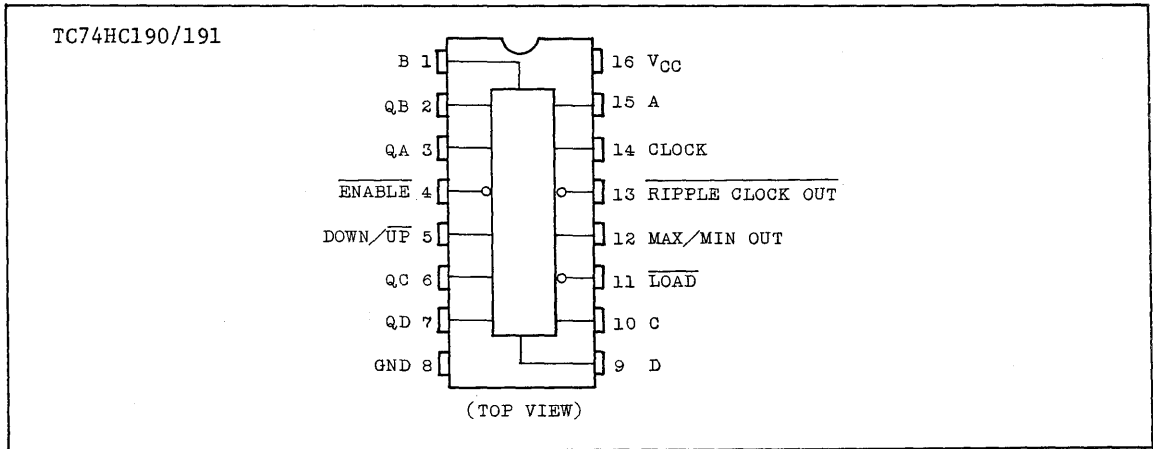 TC74HC190/191
B 1
16 VCC
QB 2
15 A
QA 3
14 CLOCK
ENABLE 4
13 RIPPLE CLOCK OUT
DOWN/UP 5
12 MAX/MIN OUT
QC 6
11 LOAD
QD 7
10 C
GND 8
9 D
(TOP VIEW)